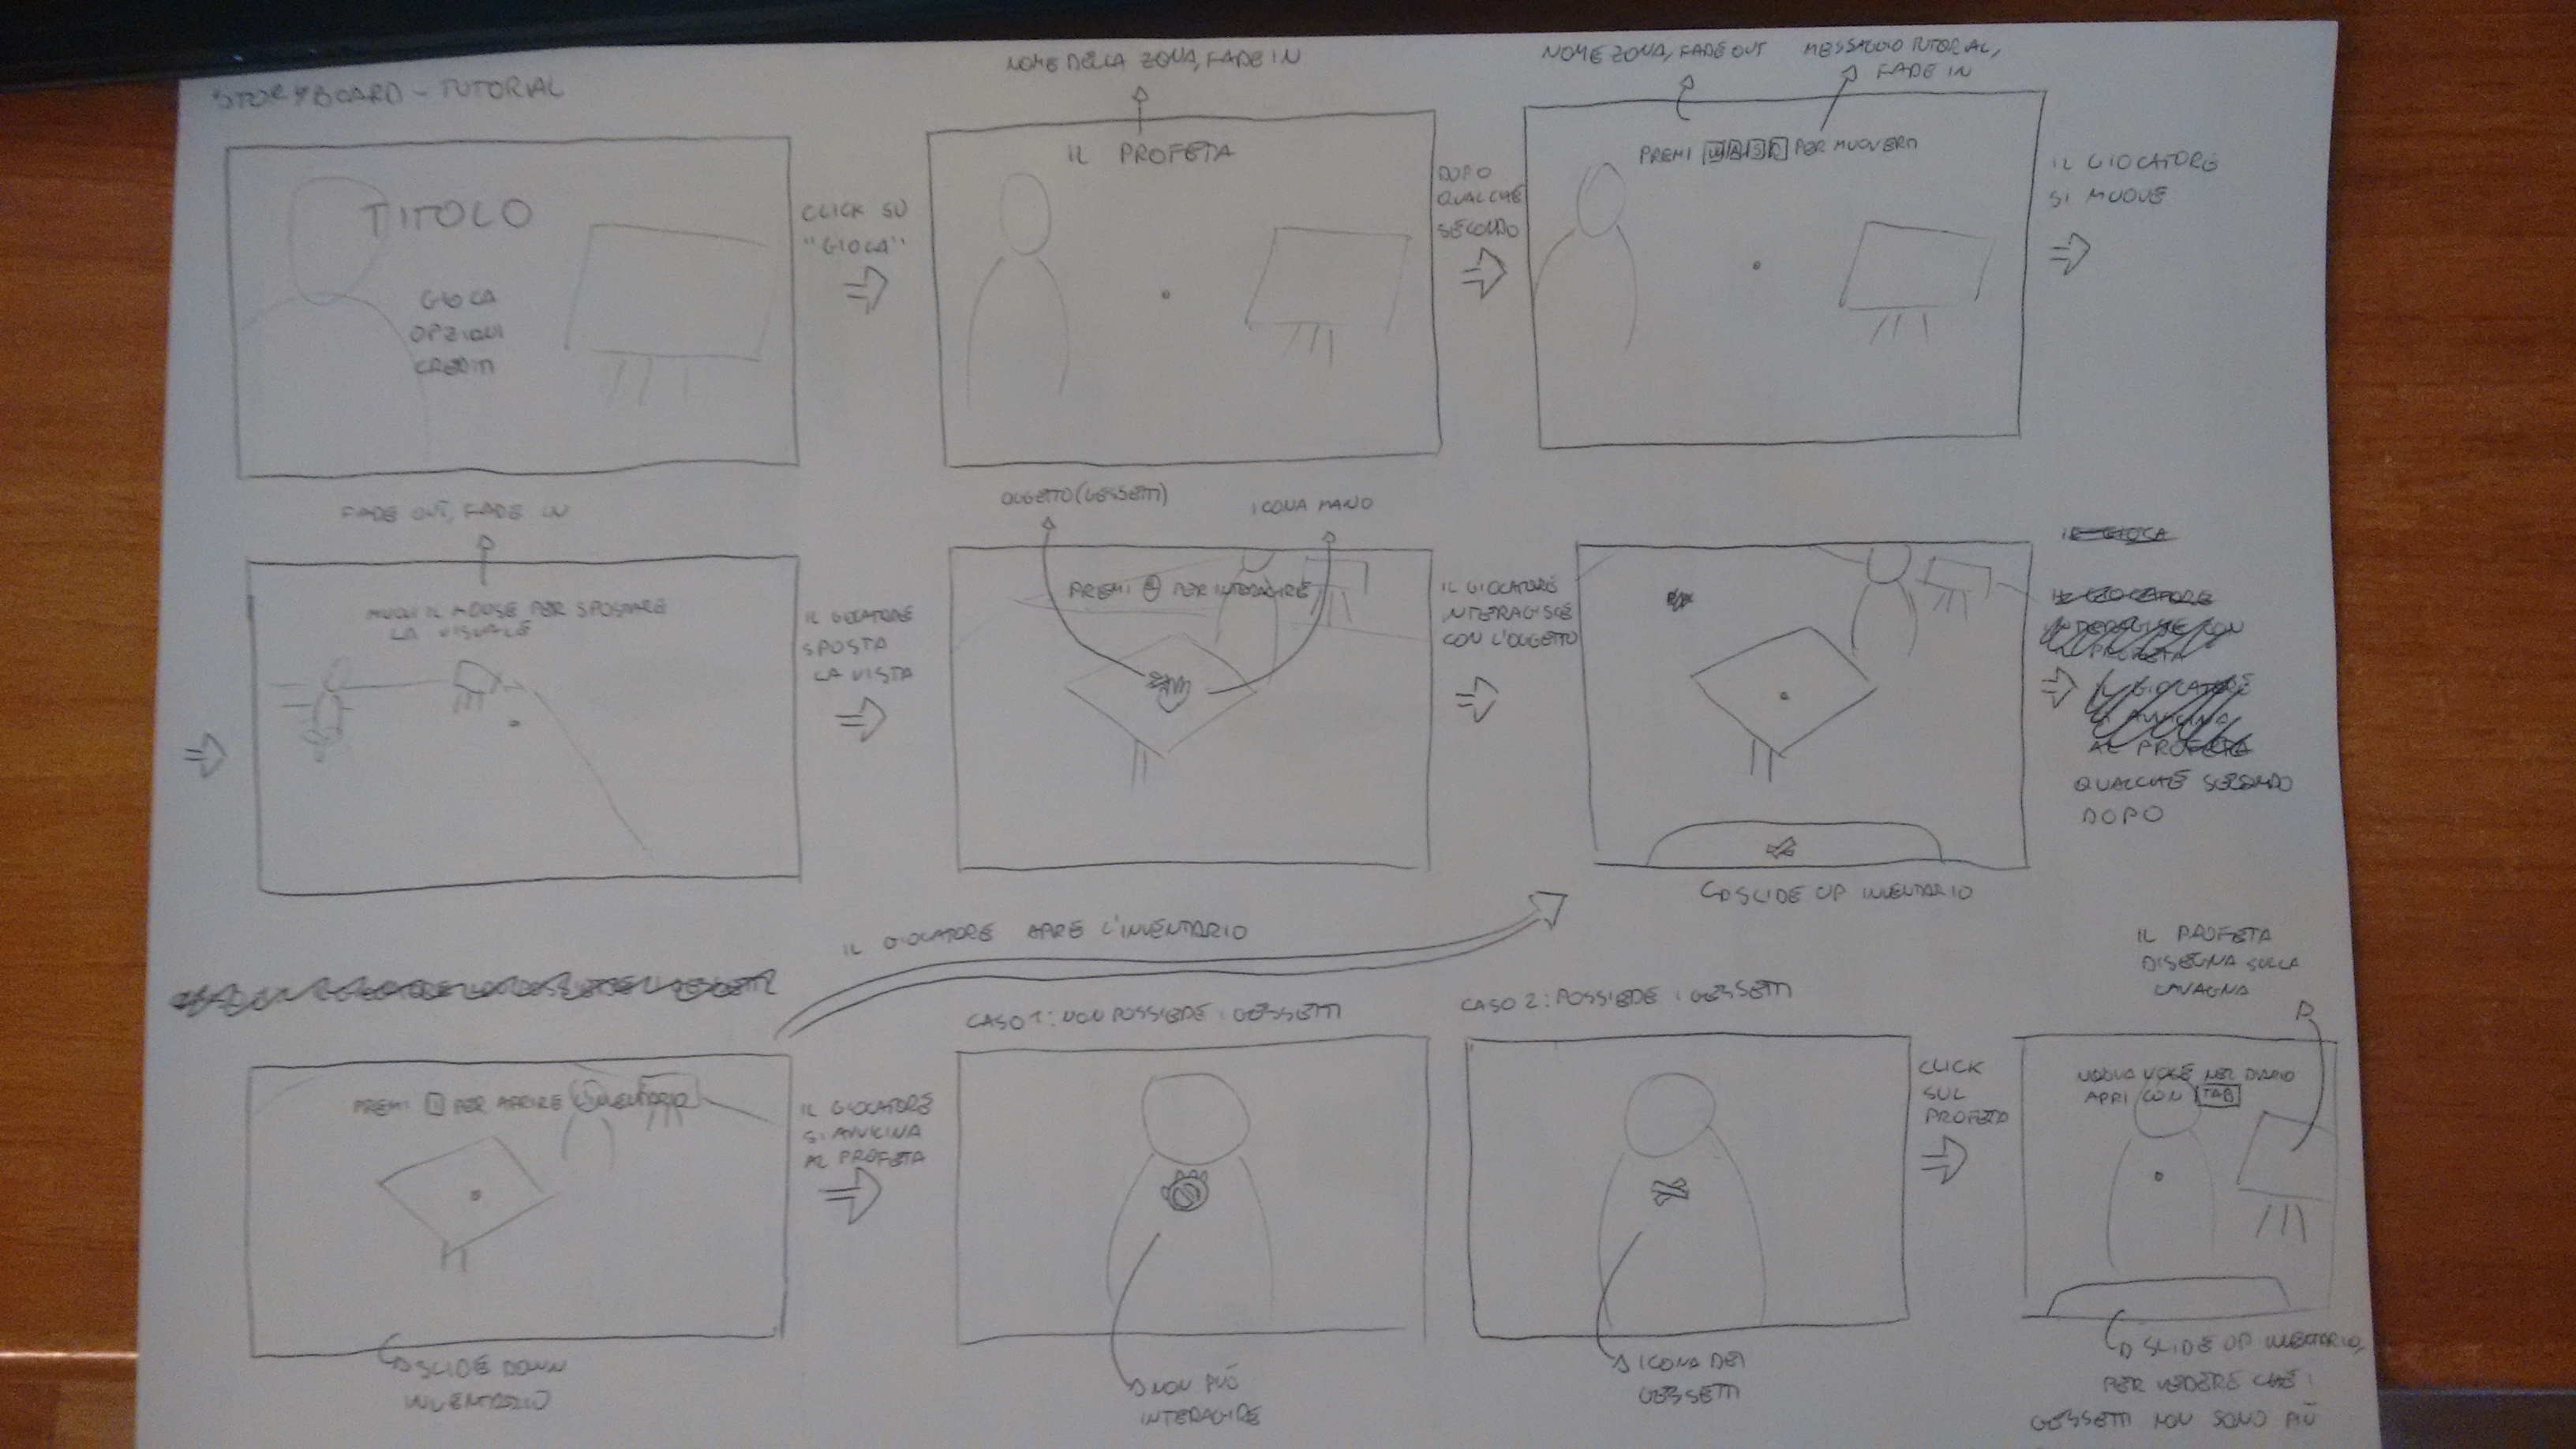 STORYBOARD - TUTORIAL
NOME DELLA ZONA, FADE IN
NOME ZONA, FADE OUT
MESSAGGIO TUTORIAL,
FADE IN
TITOLO
GIOCA
OPZIONI
CREDITI
CLICK SU
"GIOCA"
IL PROFETA
DOPO
QUALCHE
SECONDO
PREMI W A S D PER MUOVERTI
IL GIOCATORE
SI MUOVE
FADE OUT, FADE IN
MUOVI IL MOUSE PER SPOSTARE
LA VISUALE
IL GIOCATORE
SPOSTA
LA VISTA
OGGETTO (GESSETTI)
ICONA MANO
PREMI PER INTERAGIRE
IL GIOCATORE
INTERAGISCE
CON L'OGGETTO
SLIDE UP INVENTARIO
IL GIOCA
IL GIOCATORE
INTERAGISCE CON
IL PROFETA
IL GIOCATORE
SI AVVICINA
AL PROFETA
QUALCHE SECONDO
DOPO
IL GIOCATORE APRE L'INVENTARIO
PREMI I PER APRIRE INVENTARIO
SLIDE DOWN
INVENTARIO
IL GIOCATORE
SI AVVICINA
AL PROFETA
CASO 1: NON POSSIEDE I GESSETTI
NON PUÒ
INTERAGIRE
CASO 2: POSSIEDE I GESSETTI
ICONA DEI
GESSETTI
CLICK
SUL
PROFETA
IL PROFETA
DISEGNA SULLA
LAVAGNA
NUOVA VOCE NEL DIARIO
APRI CON TAB
SLIDE UP INVENTARIO,
PER VEDERE CHE I
GESSETTI NON SONO PIÙ